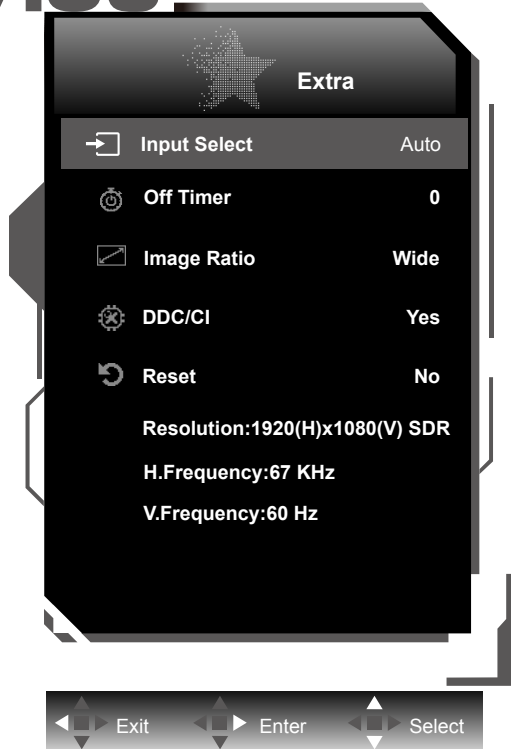 Extra
Input Select Auto
Off Timer 0
Image Ratio Wide
DDC/CI Yes
Reset No
Resolution:1920(H)x1080(V) SDR
H.Frequency:67 KHz
V.Frequency:60 Hz
Exit Enter Select